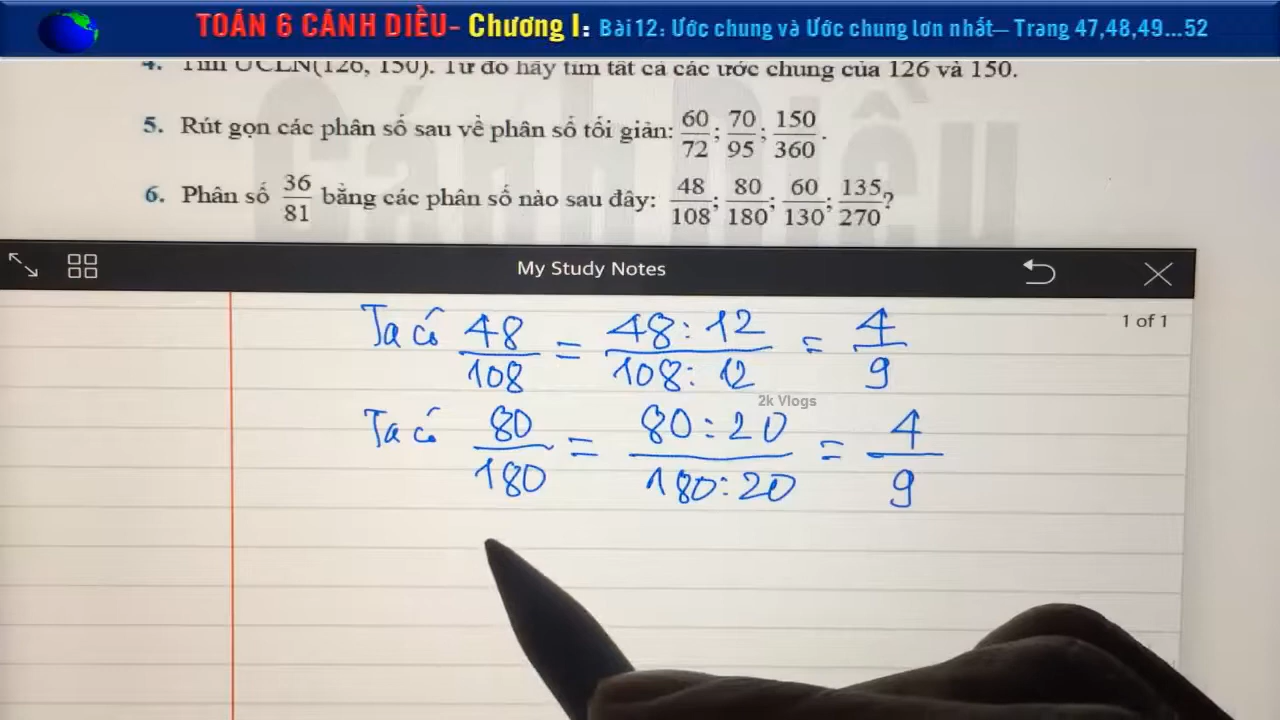 TOÁN 6 CÁNH DIỀU- Chương I: Bài 12: Ước chung và Ước chung lớn nhất– Trang 47,48,49...52
4. Tìm ƯCLN(126, 150). Từ đó hãy tìm tất cả các ước chung của 126 và 150.
5. Rút gọn các phân số sau về phân số tối giản: 60/72; 70/95; 150/360.
6. Phân số 36/81 bằng các phân số nào sau đây: 48/108; 80/180; 60/130; 135/270?
My Study Notes
1 of 1
Ta có 48/108 = 48:12/108:12 = 4/9
2k Vlogs
Ta có 80/180 = 80:20/180:20 = 4/9